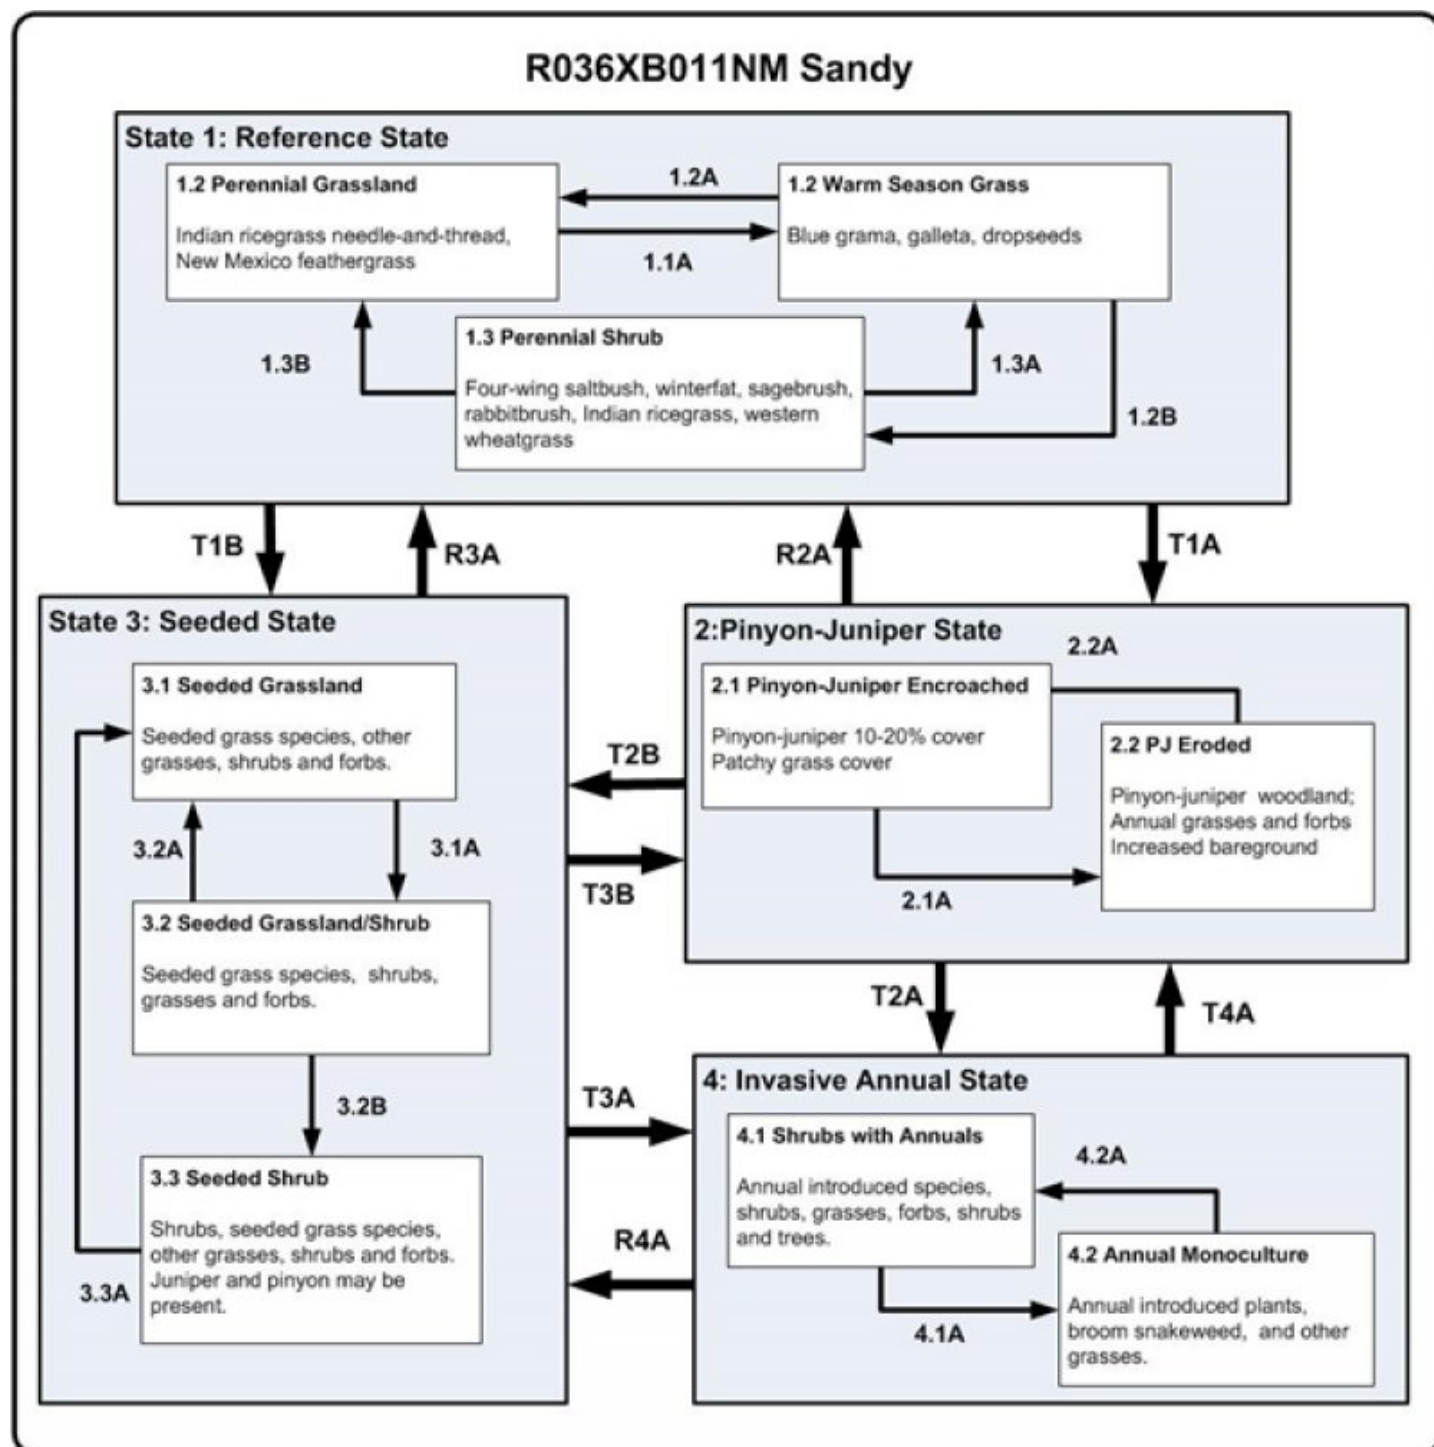 R036XB011NM Sandy
State 1: Reference State
1.2 Perennial Grassland
Indian ricegrass needle-and-thread,
New Mexico feathergrass
1.2A
1.1A
1.2 Warm Season Grass
Blue grama, galleta, dropseeds
1.3B
1.3 Perennial Shrub
Four-wing saltbush, winterfat, sagebrush,
rabbitbrush, Indian ricegrass, western
wheatgrass
1.3A
1.2B
T1B
R3A
R2A
T1A
State 3: Seeded State
3.1 Seeded Grassland
Seeded grass species, other
grasses, shrubs and forbs.
3.2A
3.1A
3.2 Seeded Grassland/Shrub
Seeded grass species, shrubs,
grasses and forbs.
3.2B
3.3 Seeded Shrub
Shrubs, seeded grass species,
other grasses, shrubs and forbs.
Juniper and pinyon may be
present.
3.3A
T2B
T3B
2:Pinyon-Juniper State
2.2A
2.1 Pinyon-Juniper Encroached
Pinyon-juniper 10-20% cover
Patchy grass cover
2.2 PJ Eroded
Pinyon-juniper woodland;
Annual grasses and forbs
Increased bareground
2.1A
T2A
T4A
T3A
R4A
4: Invasive Annual State
4.1 Shrubs with Annuals
Annual introduced species,
shrubs, grasses, forbs, shrubs
and trees.
4.2A
4.1A
4.2 Annual Monoculture
Annual introduced plants,
broom snakeweed, and other
grasses.